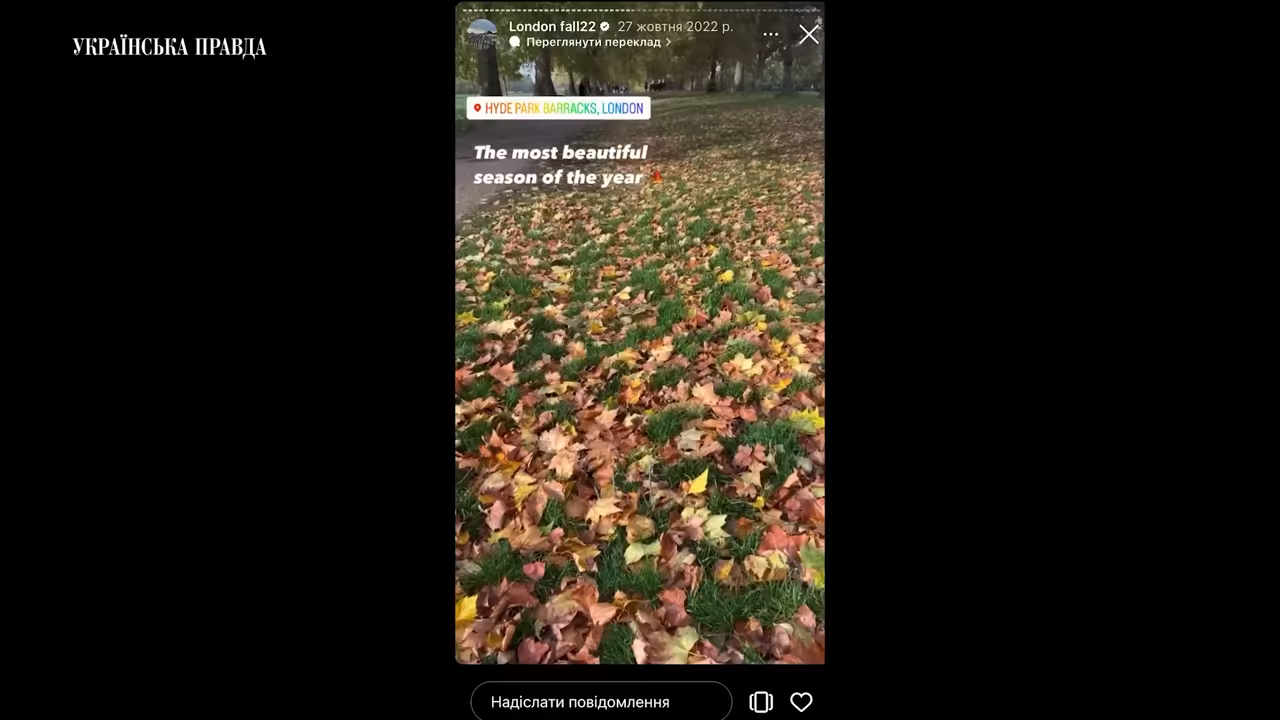 УКРАЇНСЬКА ПРАВДА
London fall22 27 жовтня 2022 р.
Переглянути переклад
HYDE PARK BARRACKS, LONDON
The most beautiful
season of the year
Надіслати повідомлення